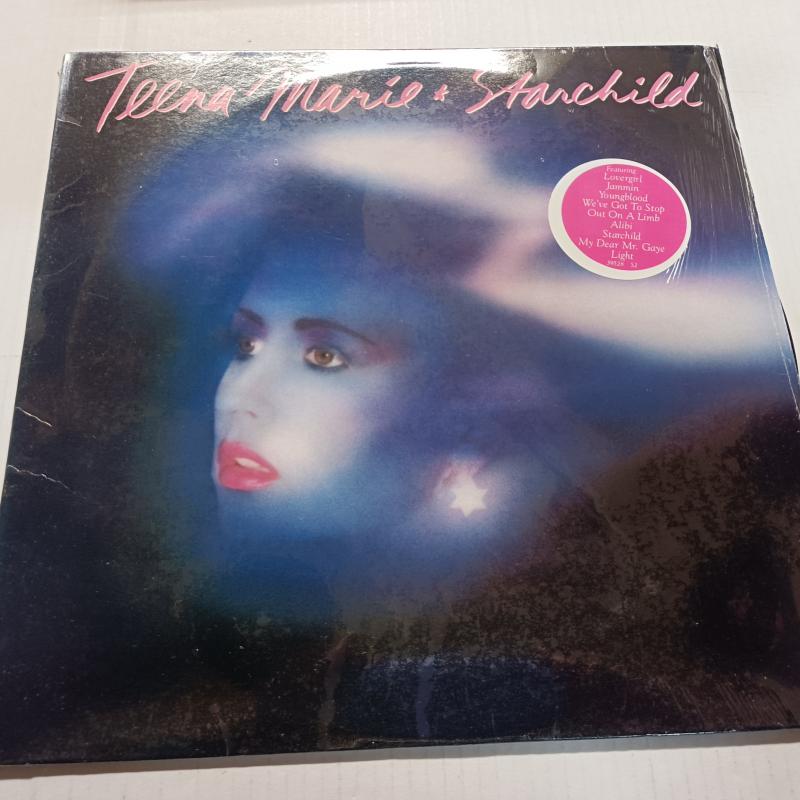 Teena Marie ★ Starchild
Featuring
Lovergirl
Jammin
Youngblood
We've Got To Stop
Out On A Limb
Alibi
Starchild
My Dear Mr. Gaye
Light